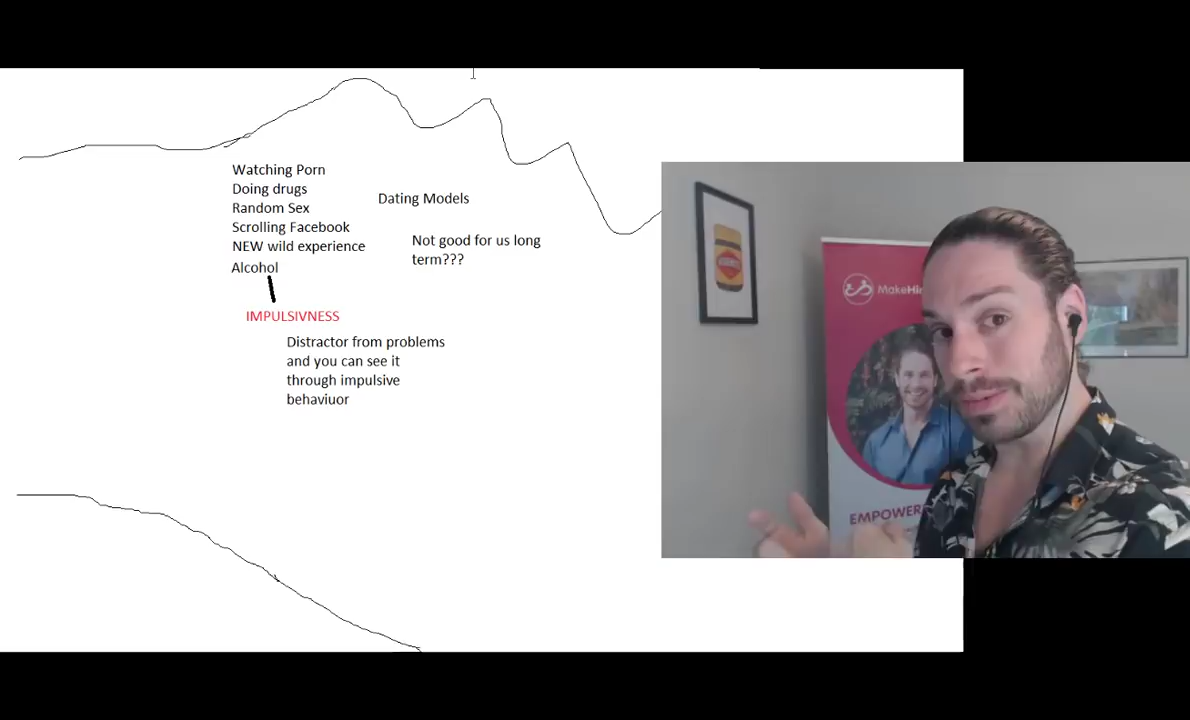 Watching Porn
Doing drugs
Random Sex
Scrolling Facebook
NEW wild experience
Alcohol
Dating Models
Not good for us long
term???
IMPULSIVNESS
Distractor from problems
and you can see it
through impulsive
behaviuor
MakeHi
EMPOWER